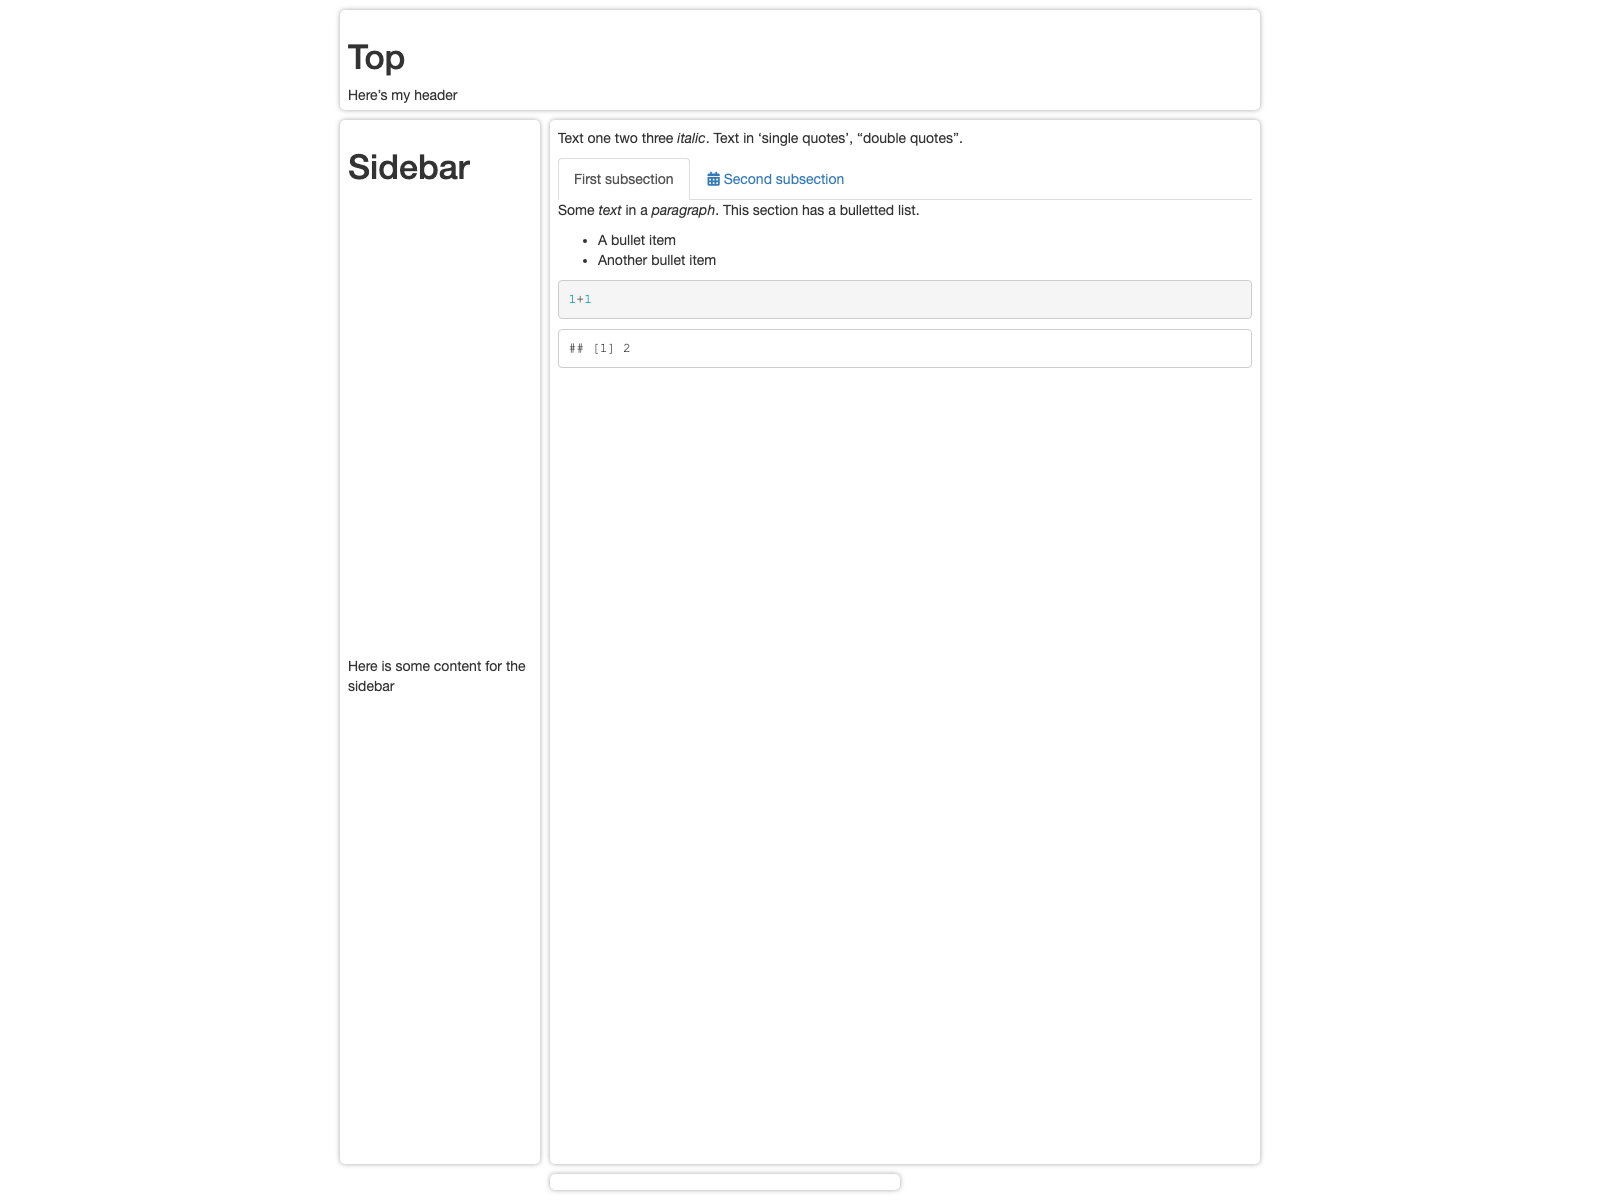 Top
Here’s my header
Sidebar
Here is some content for the
sidebar
Text one two three italic. Text in ‘single quotes’, “double quotes”.
First subsection
Second subsection
Some text in a paragraph. This section has a bulletted list.
• A bullet item
• Another bullet item
1+1
## [1] 2